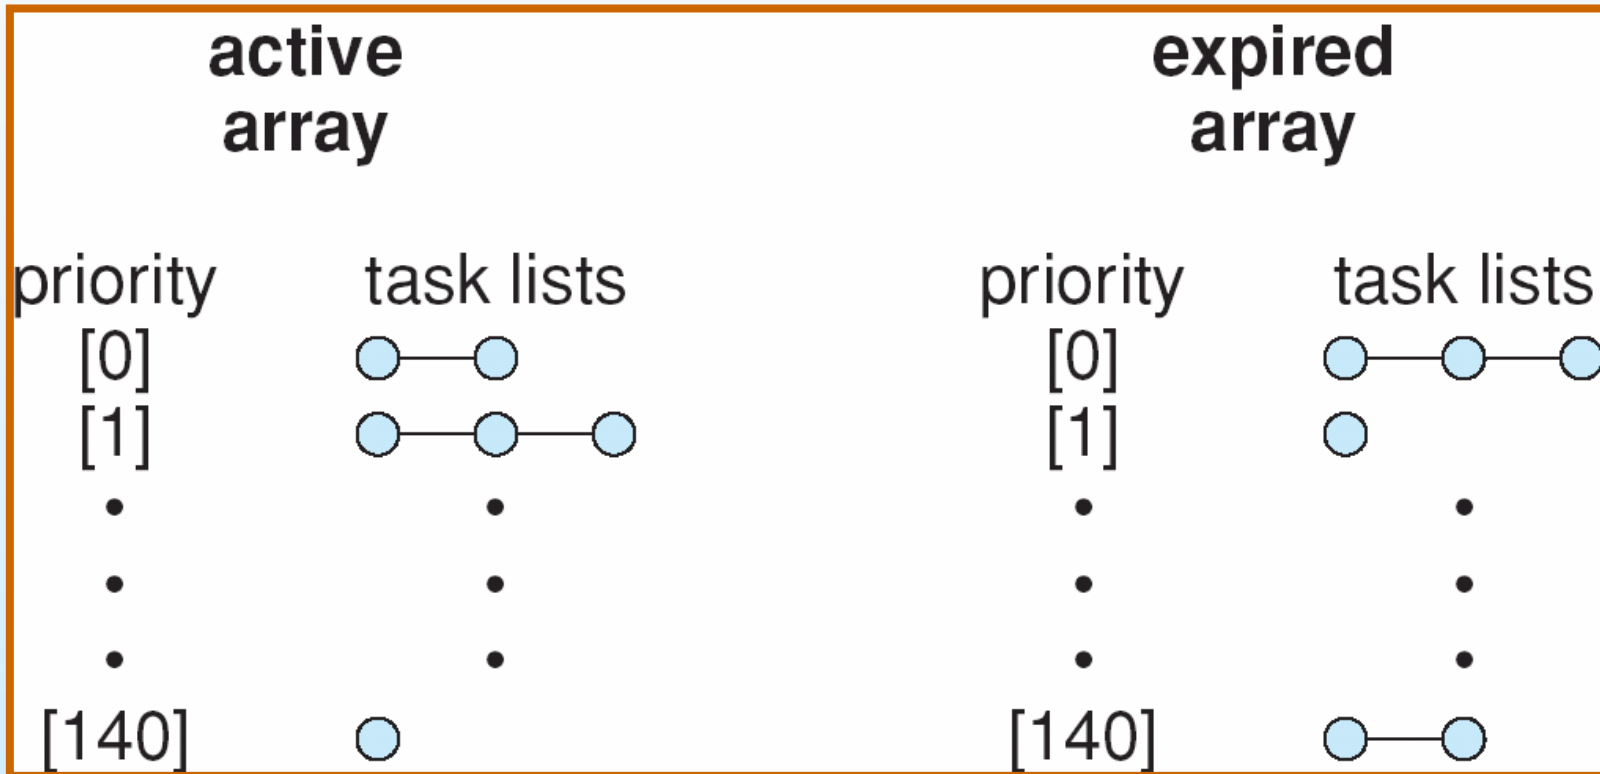 active
array
expired
array
priority task lists
[0]
[1]
[140]
priority task lists
[0]
[1]
[140]